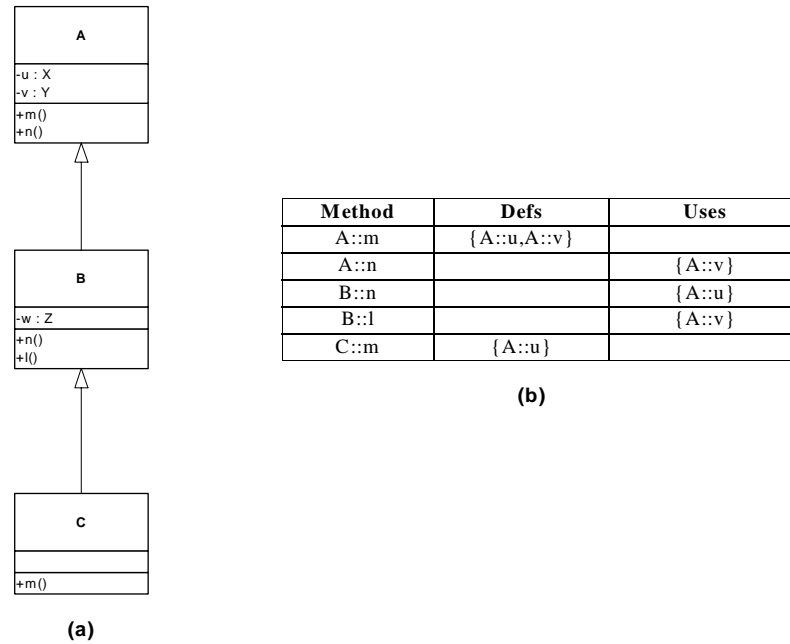 A
-u : X
-v : Y
+m()
+n()
B
-w : Z
+n()
+l()
C
+m()
(a)
Method Defs Uses
A::m {A::u,A::v}
A::n {A::v}
B::n {A::u}
B::l {A::v}
C::m {A::u}
(b)